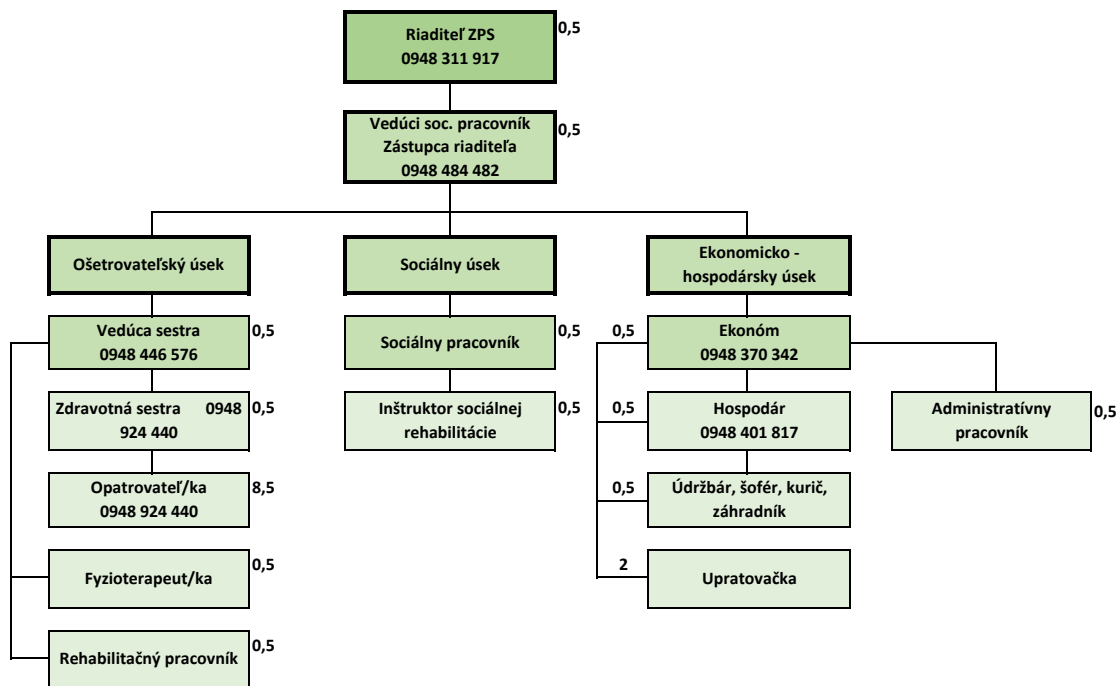 Riaditeľ ZPS
0948 311 917
0,5
Vedúci soc. pracovník
Zástupca riaditeľa
0948 484 482
0,5
Ošetrovateľský úsek
Sociálny úsek
Ekonomicko -
hospodársky úsek
Vedúca sestra
0948 446 576
0,5
Sociálny pracovník
0,5
0,5
Ekonóm
0948 370 342
Zdravotná sestra 0948
924 440
0,5
Inštruktor sociálnej
rehabilitácie
0,5
0,5
Hospodár
0948 401 817
Administratívny
pracovník
0,5
Opatrovateľ/ka
0948 924 440
8,5
0,5
Údržbár, šofér, kurič,
záhradník
Fyzioterapeut/ka
0,5
2
Upratovačka
Rehabilitačný pracovník
0,5